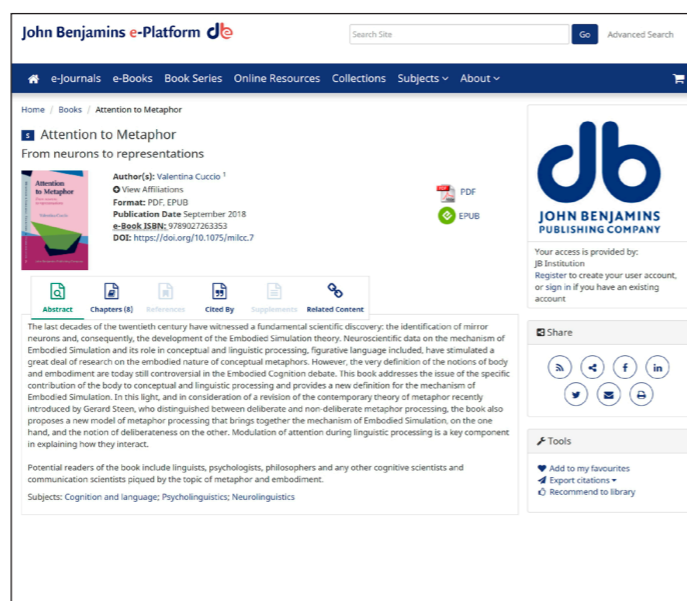 John Benjamins e-Platform
Search Site
Go
Advanced Search
e-Journals e-Books Book Series Online Resources Collections Subjects About
Home / Books / Attention to Metaphor
s Attention to Metaphor
From neurons to representations
Attention
to Metaphor
Valentina Cuccio
Author(s): Valentina Cuccio 1
View Affiliations
Format: PDF, EPUB
Publication Date September 2018
e-Book ISBN: 9789027263353
DOI: https://doi.org/10.1075/milcc.7
PDF
EPUB
Abstract Chapters (8) References Cited By Supplements Related Content
The last decades of the twentieth century have witnessed a fundamental scientific discovery: the identification of mirror
neurons and, consequently, the development of the Embodied Simulation theory. Neuroscientific data on the mechanism of
Embodied Simulation and its role in conceptual and linguistic processing, figurative language included, have stimulated a
great deal of research on the embodied nature of conceptual metaphors. However, the very definition of the notions of body
and embodiment are today still controversial in the Embodied Cognition debate. This book addresses the issue of the specific
contribution of the body to conceptual and linguistic processing and provides a new definition for the mechanism of
Embodied Simulation. In this light, and in consideration of a revision of the contemporary theory of metaphor recently
introduced by Gerard Steen, who distinguished between deliberate and non-deliberate metaphor processing, the book also
proposes a new model of metaphor processing that brings together the mechanism of Embodied Simulation, on the one
hand, and the notion of deliberateness on the other. Modulation of attention during linguistic processing is a key component
in explaining how they interact.
Potential readers of the book include linguists, psychologists, philosophers and any other cognitive scientists and
communication scientists piqued by the topic of metaphor and embodiment.
Subjects: Cognition and language; Psycholinguistics; Neurolinguistics
JOHN BENJAMINS
PUBLISHING COMPANY
Your access is provided by:
JB Institution
Register to create your user account,
or sign in if you have an existing
account
Share
Tools
Add to my favourites
Export citations
Recommend to library